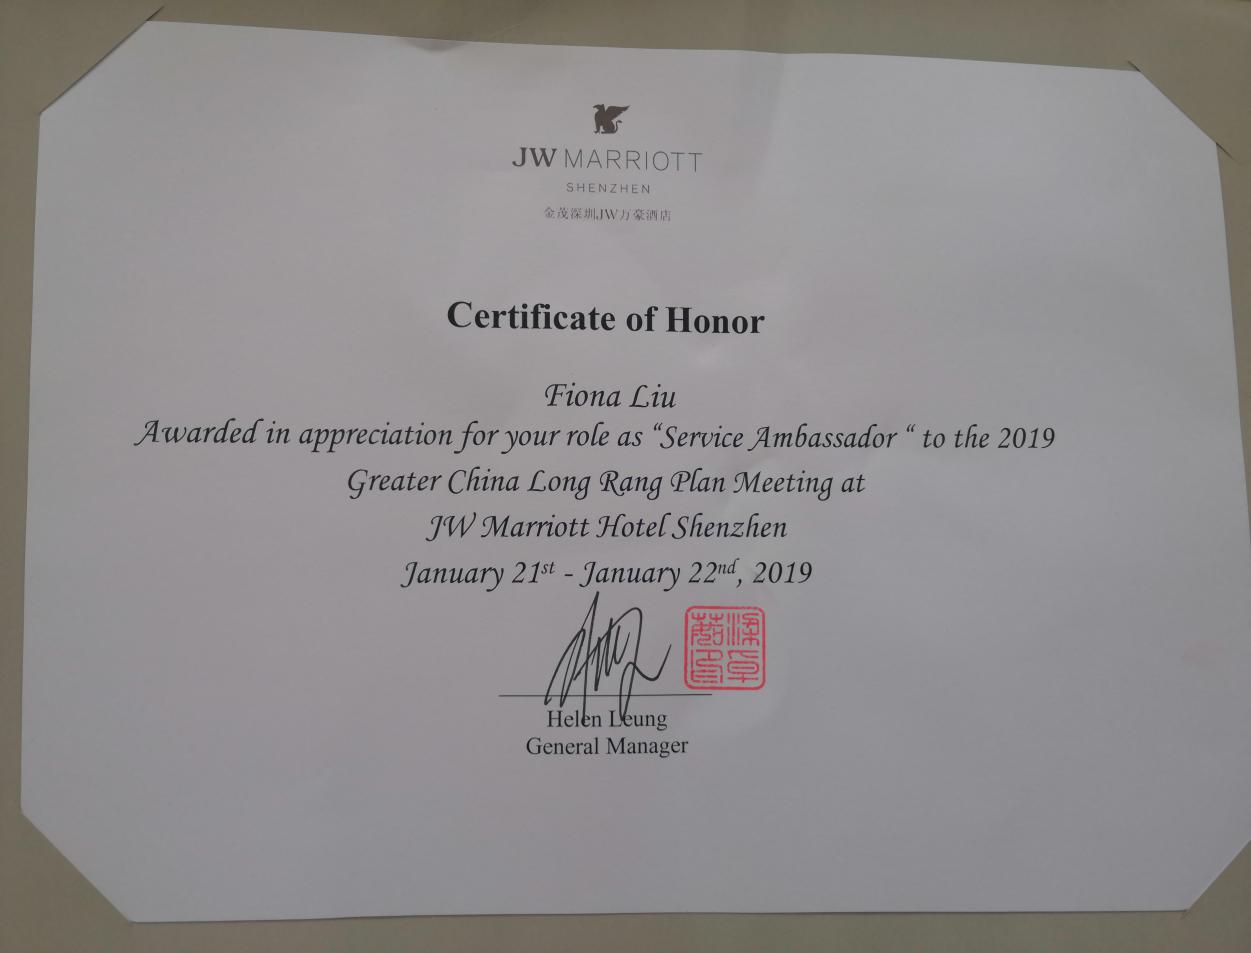 JW MARRIOTT
SHENZHEN
金茂深圳JW万豪酒店
Certificate of Honor
Fiona Liu
Awarded in appreciation for your role as “Service Ambassador “ to the 2019
Greater China Long Rang Plan Meeting at
JW Marriott Hotel Shenzhen
January 21st - January 22nd, 2019
Helen Leung
General Manager